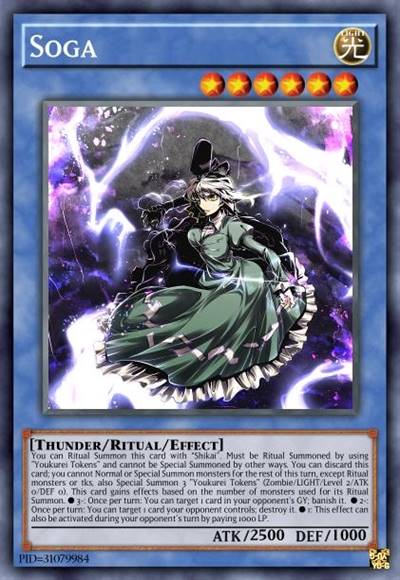 Soga
LIGHT
光
[Thunder/Ritual/Effect]
You can Ritual Summon this card with "Shikai". Must be Ritual Summoned by using
"Youkurei Tokens" and cannot be Special Summoned by other ways. You can discard this
card; you cannot Normal or Special Summon monsters for the rest of this turn, except Ritual
monsters or tks, also Special Summon 3 "Youkurei Tokens" (Zombie/LIGHT/Level 2/ATK
0/DEF 0). This card gains effects based on the number of monsters used for its Ritual
Summon. ● 3-: Once per turn: You can target 1 card in your opponent's GY; banish it. ● 2-:
Once per turn: You can target 1 card your opponent controls; destroy it. ● 1: This effect can
also be activated during your opponent's turn by paying 1000 LP.
ATK/2500 DEF/1000
PID=31079984